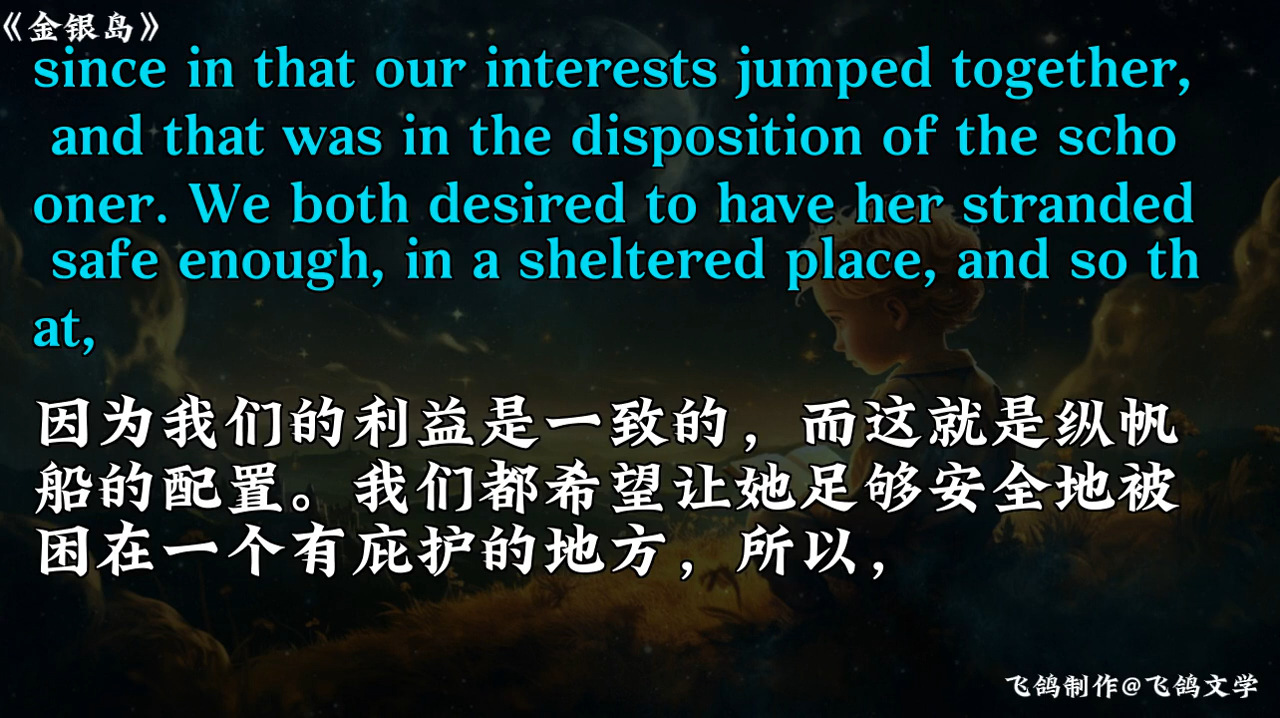 《金银岛》
since in that our interests jumped together,
and that was in the disposition of the scho
oner. We both desired to have her stranded
safe enough, in a sheltered place, and so th
at,
因为我们的利益是一致的，而这就是纵帆
船的配置。我们都希望让她足够安全地被
困在一个有庇护的地方，所以，
飞鸽制作@飞鸽文学